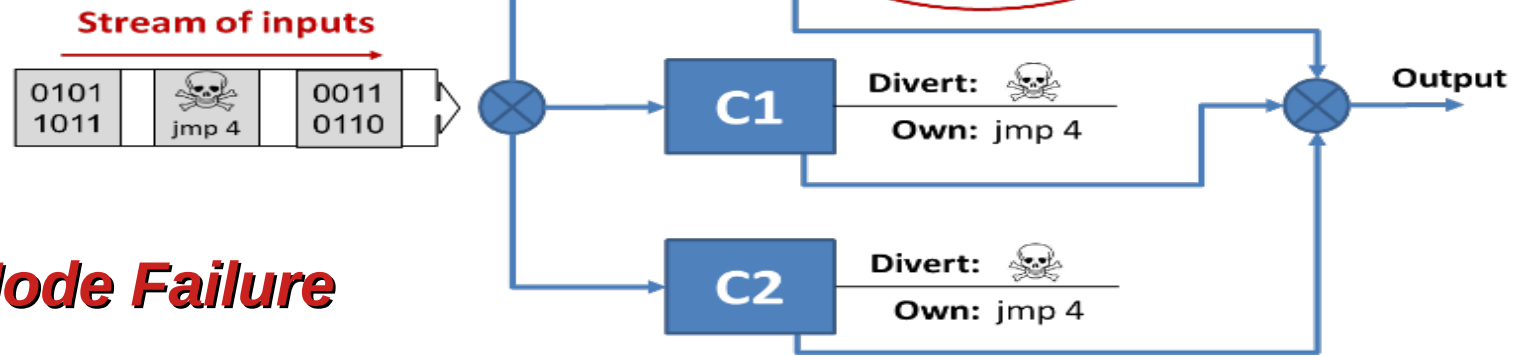 Stream of inputs
0101
1011
jmp 4
0011
0110
C1
Divert:
Own: jmp 4
Output
C2
Divert:
Own: jmp 4
Failure